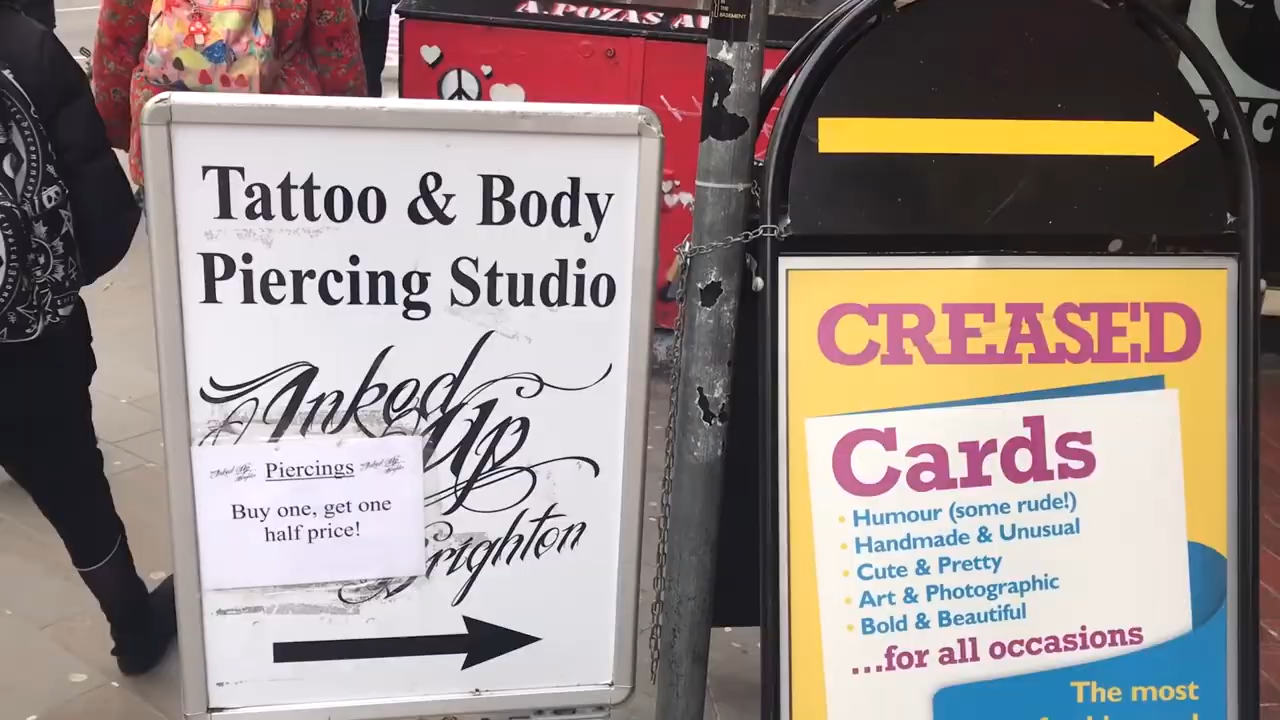 A.POZAS
Tattoo & Body
Piercing Studio
Inked
Up
Brighton
Piercings
Buy one, get one
half price!
CREASED
Cards
• Humour (some rude!)
• Handmade & Unusual
• Cute & Pretty
• Art & Photographic
• Bold & Beautiful
...for all occasions
The most